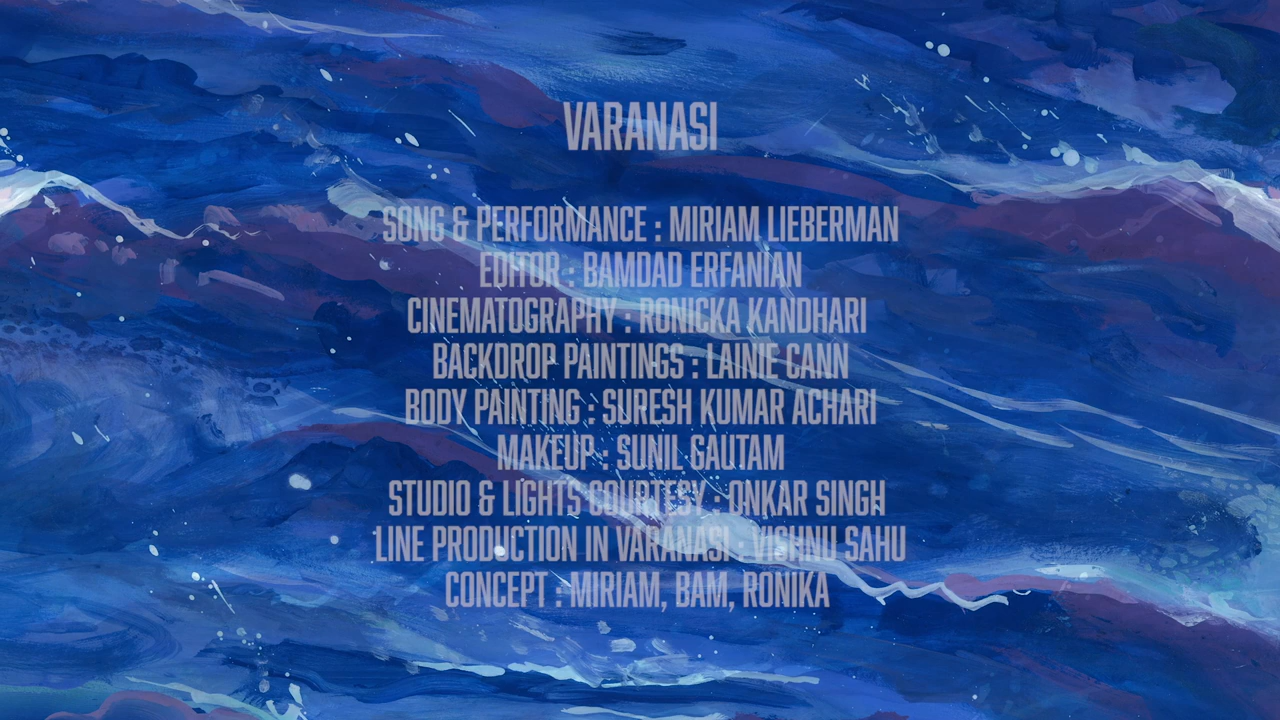 VARANASI
SONG & PERFORMANCE : MIRIAM LIEBERMAN
EDITOR : BAMDAD ERFANIAN
CINEMATOGRAPHY : RONICKA KANDHARI
BACKDROP PAINTINGS : LAINIE CANN
BODY PAINTING : SURESH KUMAR ACHARI
MAKEUP : SUNIL GAUTAM
STUDIO & LIGHTS COURTESY : ONKAR SINGH
LINE PRODUCTION IN VARANASI : VISHNU SAHU
CONCEPT : MIRIAM, BAM, RONIKA